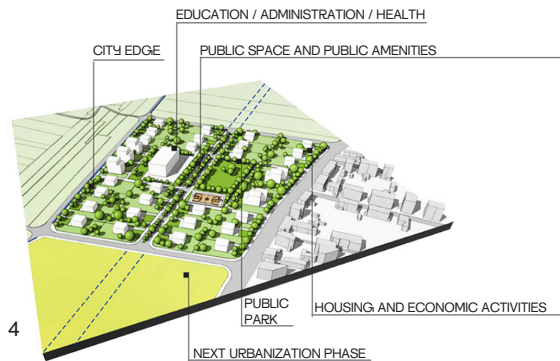 EDUCATION / ADMINISTRATION / HEALTH
CITY EDGE
PUBLIC SPACE AND PUBLIC AMENITIES
PUBLIC
PARK
HOUSING AND ECONOMIC ACTIVITIES
4
NEXT URBANIZATION PHASE